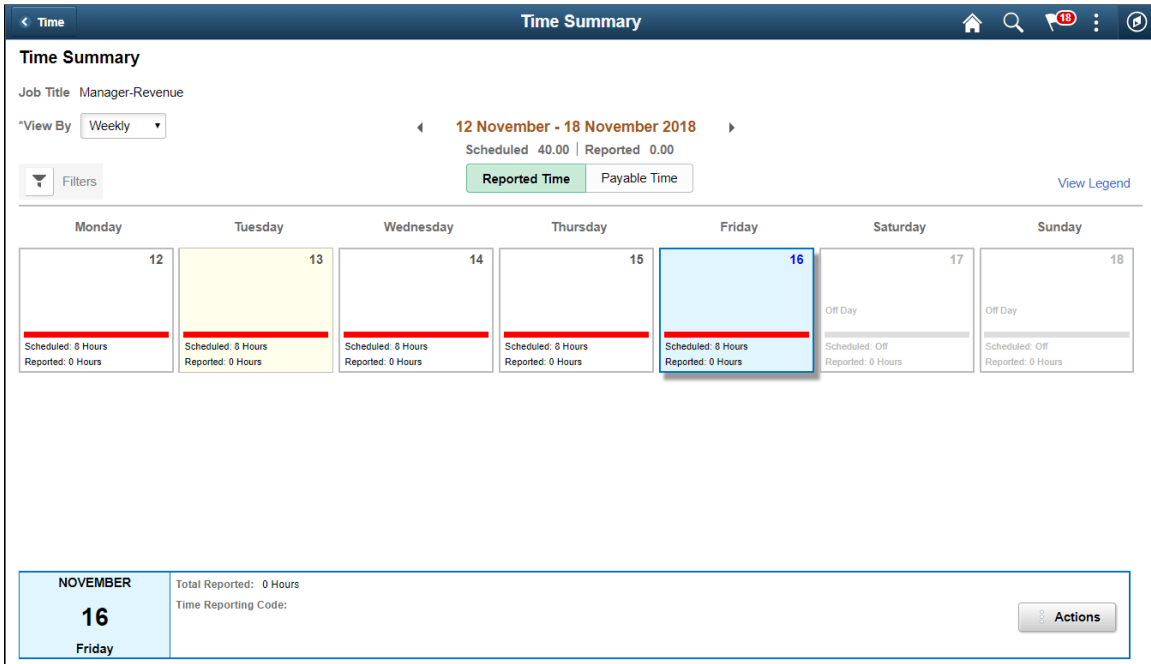 Time
Time Summary
18
Time Summary
Job Title Manager-Revenue
*View By Weekly
12 November - 18 November 2018
Scheduled 40.00 | Reported 0.00
Filters
Reported Time Payable Time
View Legend
Monday Tuesday Wednesday Thursday Friday Saturday Sunday
12 13 14 15 16 17 18
Off Day Off Day
Scheduled: 8 Hours Scheduled: 8 Hours Scheduled: 8 Hours Scheduled: 8 Hours Scheduled: 8 Hours Scheduled: Off Scheduled: Off
Reported: 0 Hours Reported: 0 Hours Reported: 0 Hours Reported: 0 Hours Reported: 0 Hours Reported: 0 Hours Reported: 0 Hours
NOVEMBER
16
Friday
Total Reported: 0 Hours
Time Reporting Code:
Actions